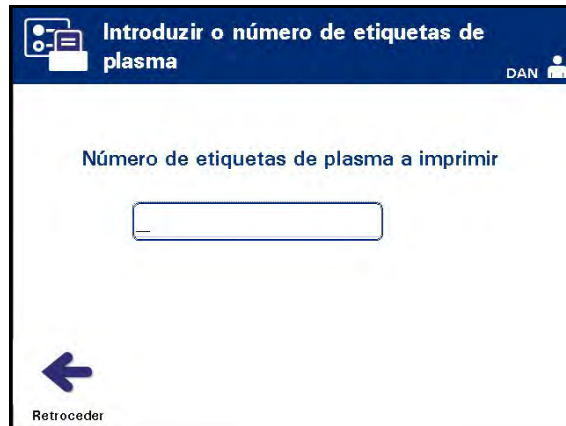 Introduzir o número de etiquetas de
plasma
DAN
Número de etiquetas de plasma a imprimir
Retroceder